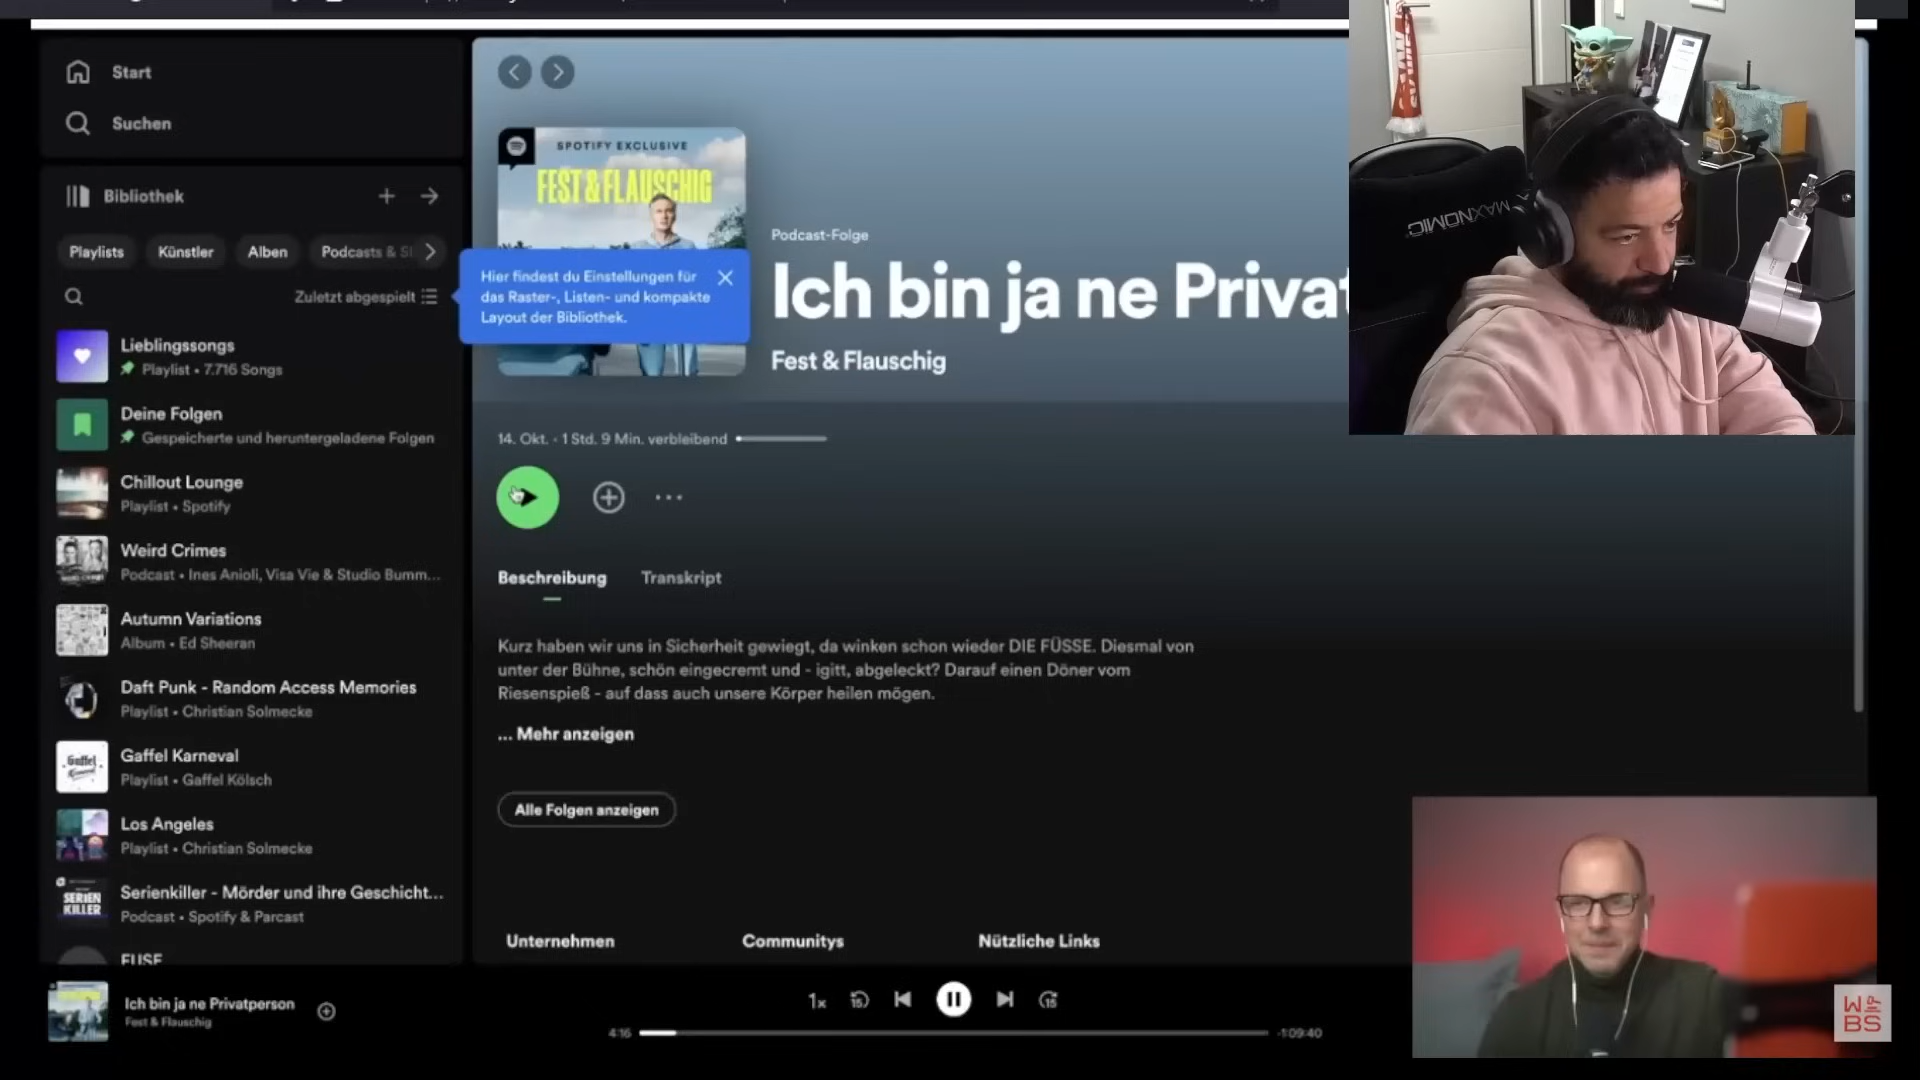 Start
Suchen
Bibliothek
Playlists
Künstler
Alben
Podcasts &
Zuletzt abgespielt
Lieblingssongs
Playlist • 7.716 Songs
Deine Folgen
Gespeicherte und heruntergeladene Folgen
Chillout Lounge
Playlist • Spotify
Weird Crimes
Podcast • Ines Anioli, Visa Vie & Studio Bumm...
Autumn Variations
Album • Ed Sheeran
Daft Punk - Random Access Memories
Playlist • Christian Solmecke
Gaffel Karneval
Playlist • Gaffel Kölsch
Los Angeles
Playlist • Christian Solmecke
SERIEN
KILLER
Serienkiller - Mörder und ihre Geschicht...
Podcast • Spotify & Parcast
FUSE
SPOTIFY EXCLUSIVE
FEST & FLAUSCHIG
Hier findest du Einstellungen für
das Raster-, Listen- und kompakte
Layout der Bibliothek.
Podcast-Folge
Ich bin ja ne Privat
Fest & Flauschig
14. Okt. • 1 Std. 9 Min. verbleibend
Beschreibung
Transkript
Kurz haben wir uns in Sicherheit gewiegt, da winken schon wieder DIE FÜSSE. Diesmal von
unter der Bühne, schön eingecremt und - igitt, abgeleckt? Darauf einen Döner vom
Riesenspieß - auf dass auch unsere Körper heilen mögen.
... Mehr anzeigen
Alle Folgen anzeigen
Unternehmen
Communitys
Nützliche Links
Ich bin ja ne Privatperson
Fest & Flauschig
1x
15
15
4:16
-1:09:40
MAXNOMIC
W
BS